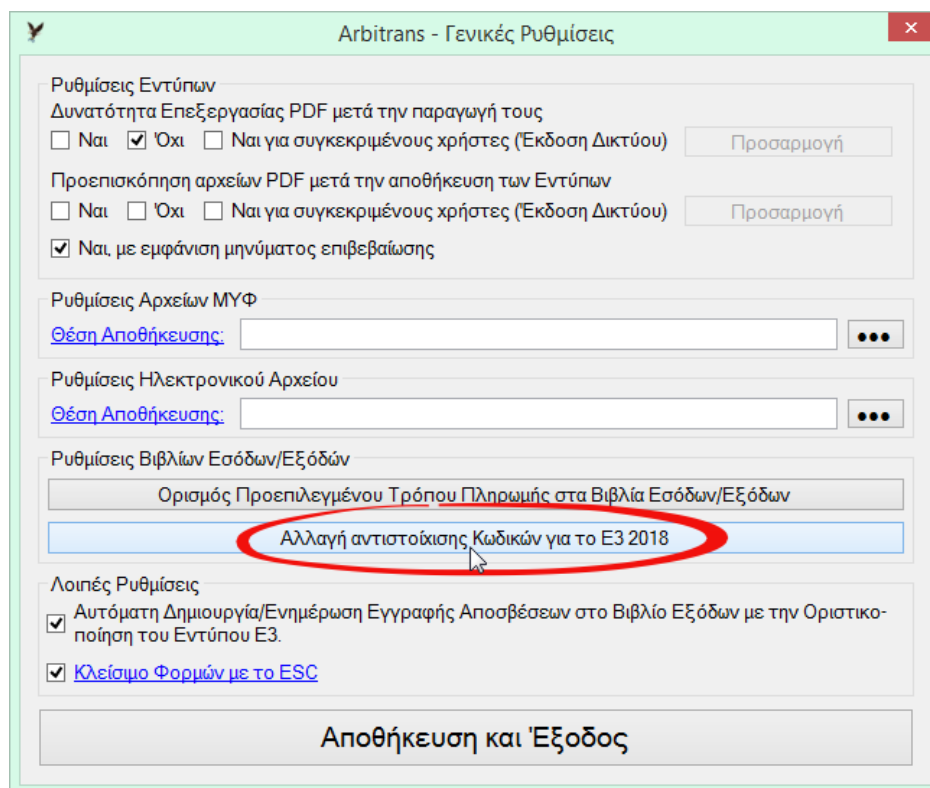 Arbitrans - Γενικές Ρυθμίσεις
Ρυθμίσεις Εντύπων
Δυνατότητα Επεξεργασίας PDF μετά την παραγωγή τους
Ναι Όχι Ναι για συγκεκριμένους χρήστες (Έκδοση Δικτύου) Προσαρμογή
Προεπισκόπηση αρχείων PDF μετά την αποθήκευση των Εντύπων
Ναι Όχι Ναι για συγκεκριμένους χρήστες (Έκδοση Δικτύου) Προσαρμογή
Ναι, με εμφάνιση μηνύματος επιβεβαίωσης
Ρυθμίσεις Αρχείων ΜΥΦ
Θέση Αποθήκευσης:
Ρυθμίσεις Ηλεκτρονικού Αρχείου
Θέση Αποθήκευσης:
Ρυθμίσεις Βιβλίων Εσόδων/Εξόδών
Ορισμός Προεπιλεγμένου Τρόπου Πληρωμής στα Βιβλία Εσόδων/Εξόδων
Αλλαγή αντιστοίχισης Κωδικών για το Ε3 2018
Λοιπές Ρυθμίσεις
Αυτόματη Δημιουργία/Ενημέρωση Εγγραφής Αποσβέσεων στο Βιβλίο Εξόδων με την Οριστικο-
ποίηση του Εντύπου Ε3.
Κλείσιμο Φορμών με το ESC
Αποθήκευση και Έξοδος